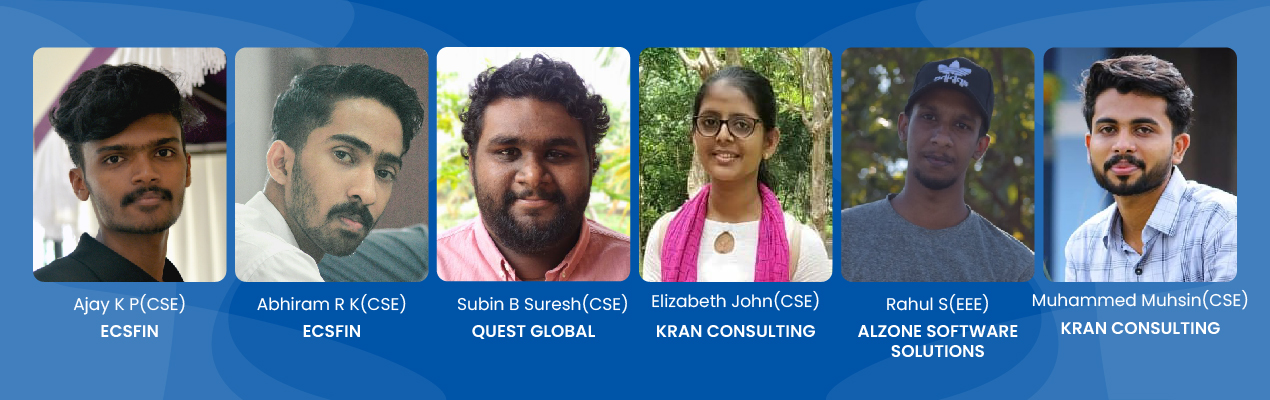 Ajay K P(CSE)
ECSFIN
Abhiram R K(CSE)
ECSFIN
Subin B Suresh(CSE)
QUEST GLOBAL
Elizabeth John(CSE)
KRAN CONSULTING
Rahul S(EEE)
ALZONE SOFTWARE
SOLUTIONS
Muhammed Muhsin(CSE)
KRAN CONSULTING